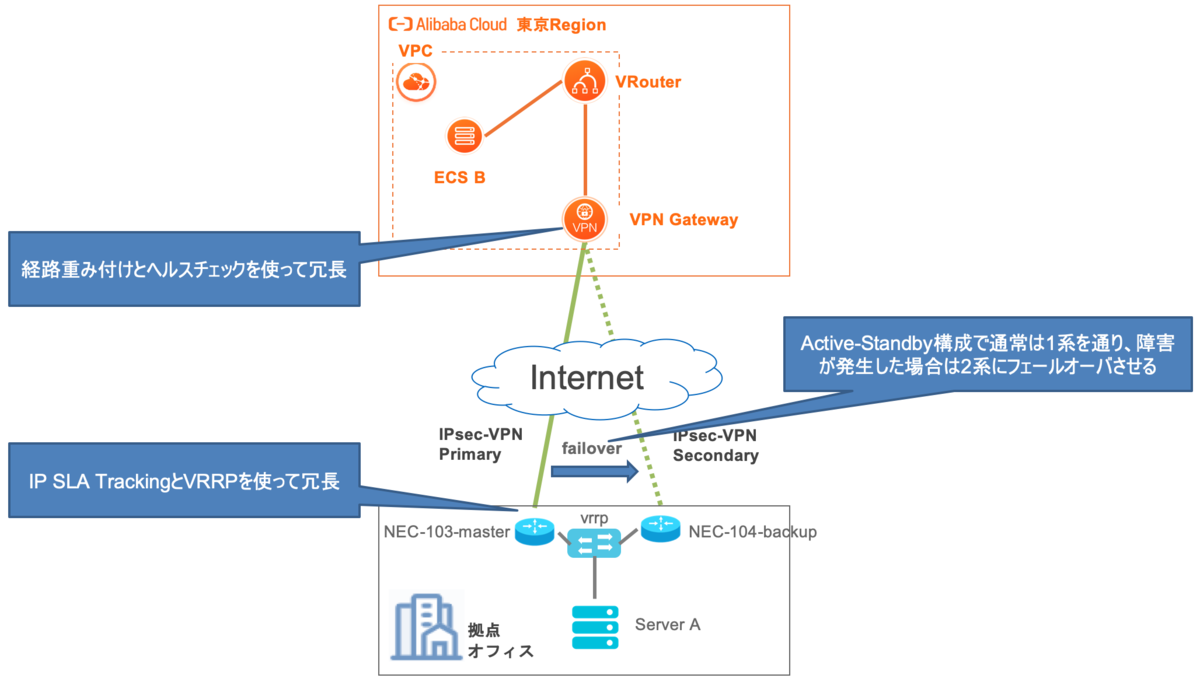 Alibaba Cloud 東京Region
VPC
VRouter
ECS B
VPN
VPN Gateway
経路重み付けとヘルスチェックを使って冗長
Active-Standby構成で通常は1系を通り、障害
が発生した場合は2系にフェールオーバさせる
Internet
IPsec-VPN
Primary
failover
IPsec-VPN
Secondary
IP SLA TrackingとVRRPを使って冗長
NEC-103-master
vrrp
NEC-104-backup
Server A
拠点
オフィス